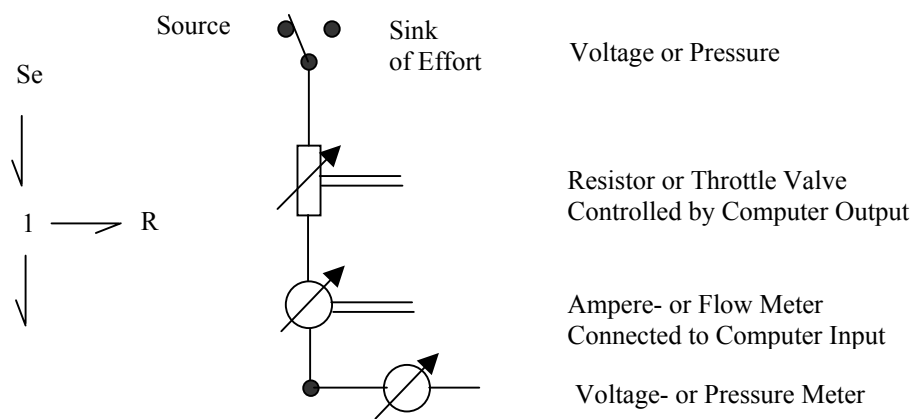 Source
Sink
of Effort
Voltage or Pressure
Se
Resistor or Throttle Valve
Controlled by Computer Output
1
R
Ampere- or Flow Meter
Connected to Computer Input
Voltage- or Pressure Meter